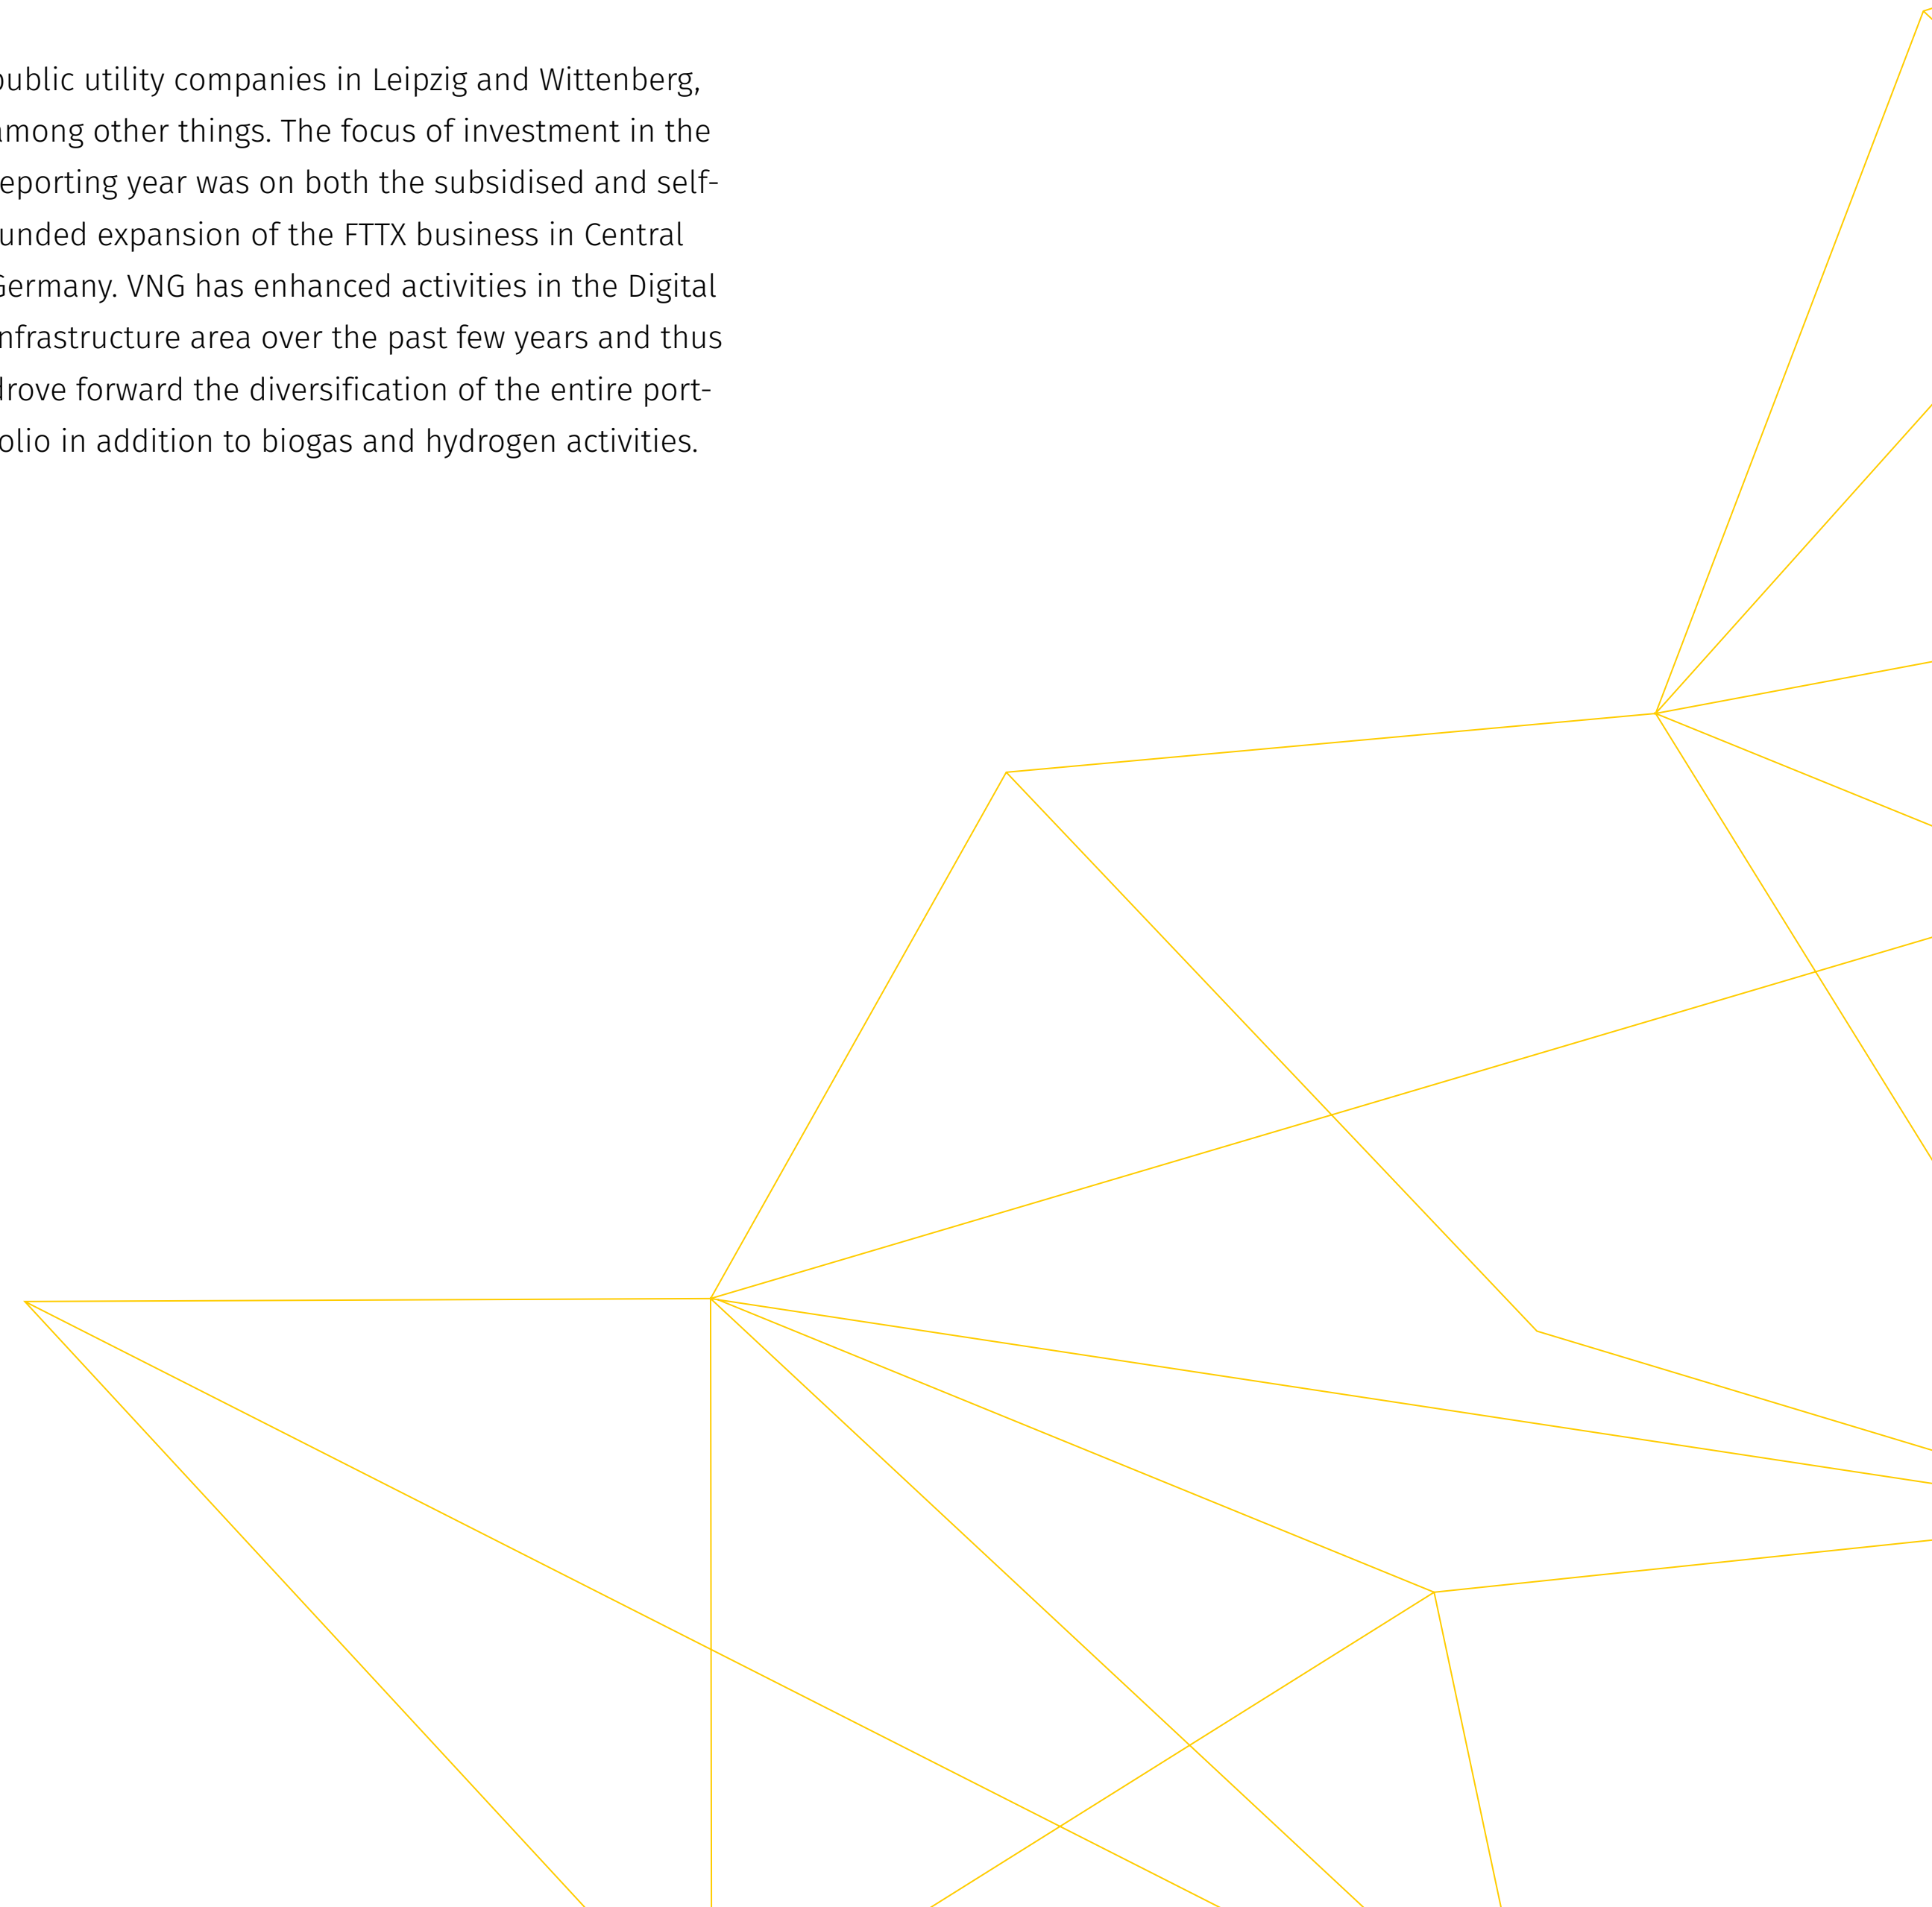 public utility companies in Leipzig and Wittenberg,
among other things. The focus of investment in the
reporting year was on both the subsidised and self-
funded expansion of the FTTX business in Central
Germany. VNG has enhanced activities in the Digital
Infrastructure area over the past few years and thus
drove forward the diversification of the entire port-
folio in addition to biogas and hydrogen activities.